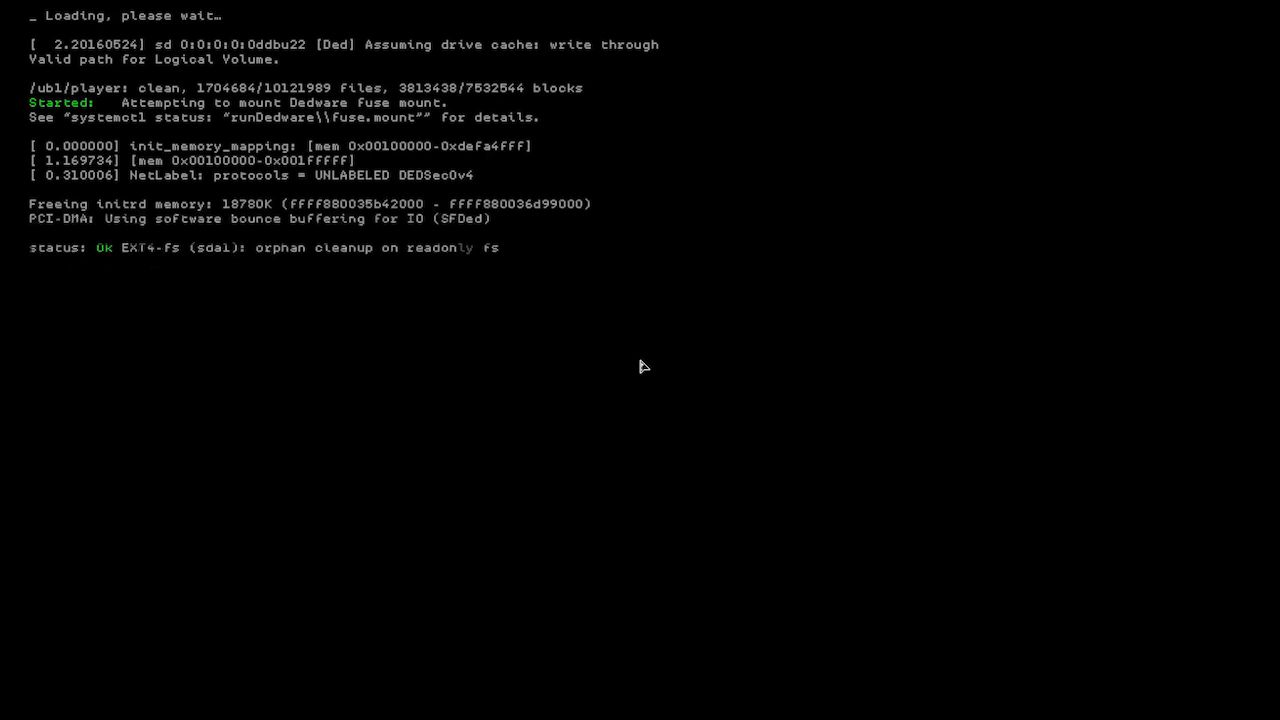 _ Loading, please wait…
[  2.20160524] sd 0:0:0:0:0ddbu22 [Ded] Assuming drive cache: write through
Valid path for Logical Volume.
/ubl/player: clean, 1704684/10121989 files, 3813438/7532544 blocks
Started:   Attempting to mount Dedware fuse mount.
See “systemctl status: “runDedware\\fuse.mount”” for details.
[ 0.000000] init_memory_mapping: [mem 0x00100000-0xdefa4fff]
[ 1.169734] [mem 0x00100000-0x001fffff]
[ 0.310006] NetLabel: protocols = UNLABELED DEDSecOv4
Freeing initrd memory: 18780K (ffff880035b42000 - ffff880036d99000)
PCI-DMA: Using software bounce buffering for IO (SFDed)
status: Ok EXT4-fs (sda1): orphan cleanup on readonly fs